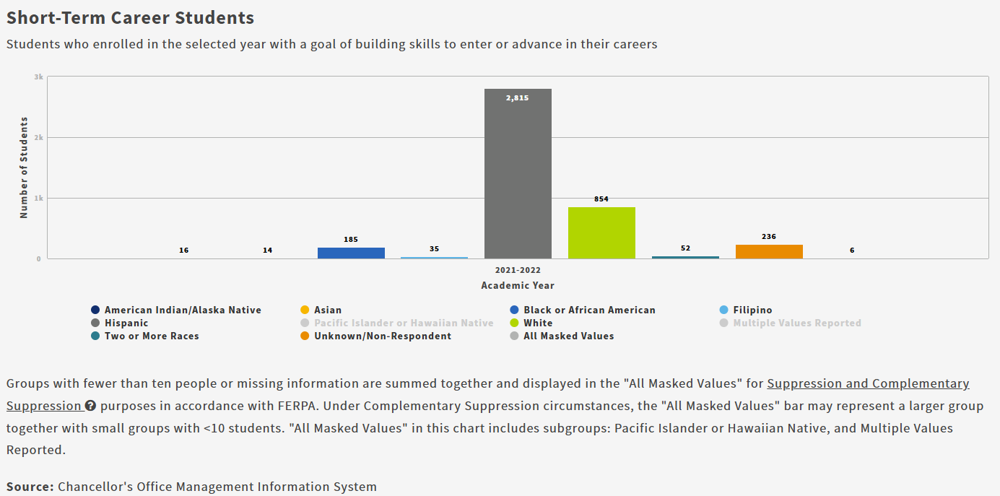 Short-Term Career Students
Students who enrolled in the selected year with a goal of building skills to enter or advance in their careers
3k
2k
1k
0
Number of Students
16
14
185
35
2,815
854
52
236
6
2021-2022
Academic Year
American Indian/Alaska Native Asian Black or African American Filipino
Hispanic Pacific Islander or Hawaiian Native White Multiple Values Reported
Two or More Races Unknown/Non-Respondent All Masked Values
Groups with fewer than ten people or missing information are summed together and displayed in the "All Masked Values" for Suppression and Complementary
Suppression ? purposes in accordance with FERPA. Under Complementary Suppression circumstances, the "All Masked Values" bar may represent a larger group
together with small groups with <10 students. "All Masked Values" in this chart includes subgroups: Pacific Islander or Hawaiian Native, and Multiple Values
Reported.
Source: Chancellor's Office Management Information System